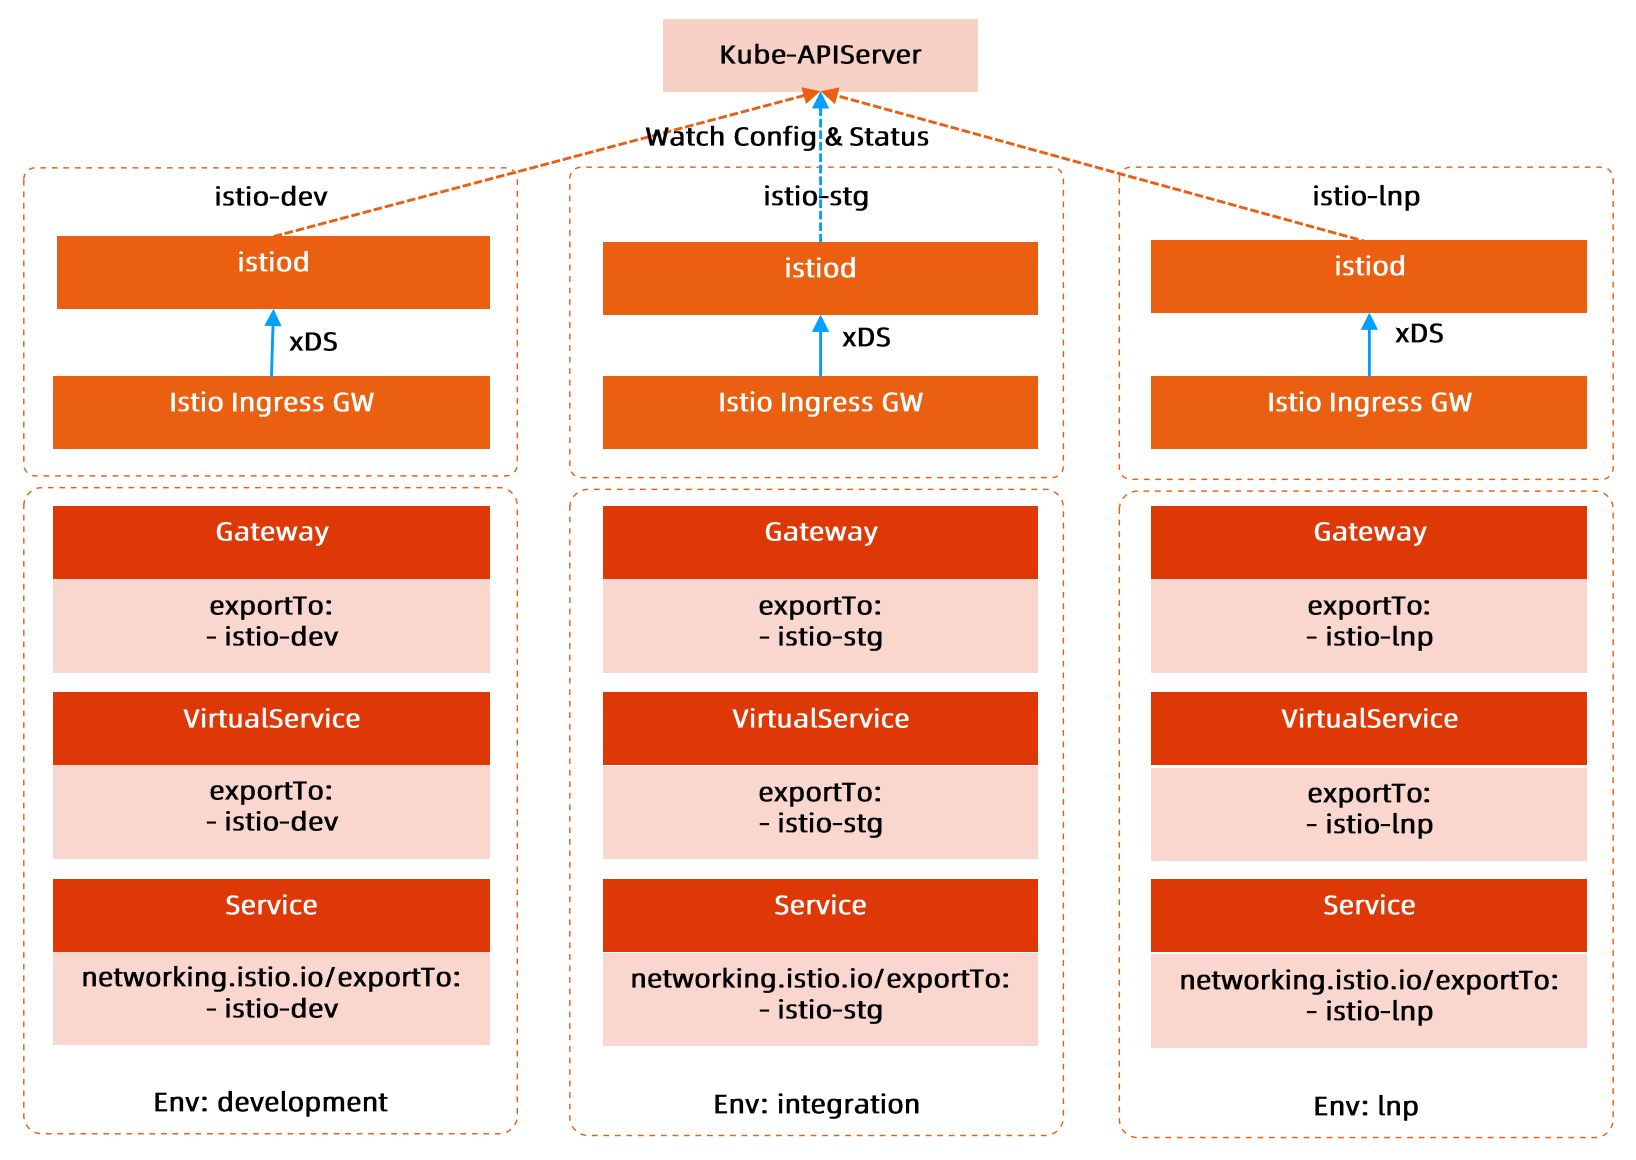 Kube-APIServer
Watch Config & Status
istio-dev
istiod
xDS
Istio Ingress GW
istio-stg
istiod
xDS
Istio Ingress GW
istio-lnp
istiod
xDS
Istio Ingress GW
Gateway
exportTo:
- istio-dev
VirtualService
exportTo:
- istio-dev
Service
networking.istio.io/exportTo:
- istio-dev
Env: development
Gateway
exportTo:
- istio-stg
VirtualService
exportTo:
- istio-stg
Service
networking.istio.io/exportTo:
- istio-stg
Env: integration
Gateway
exportTo:
- istio-lnp
VirtualService
exportTo:
- istio-lnp
Service
networking.istio.io/exportTo:
- istio-lnp
Env: lnp